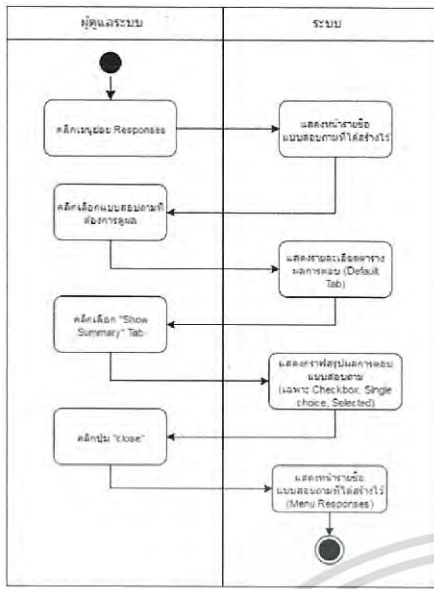 ผู้ดูแลระบบ
ระบบ
คลิกเมนูย่อย Responses
แสดงหน้ารายชื่อ
แบบสอบถามที่ได้สร้างไว้
คลิกเลือกแบบสอบถามที่
ต้องการดูผล
แสดงรายละเอียดตาราง
ผลการตอบ (Default
Tab)
คลิกเลือก "Show
Summary" Tab
แสดงกราฟสรุปผลการตอบ
แบบสอบถาม
(เฉพาะ Checkbox, Single
choice, Selected)
คลิกปุ่ม "close"
แสดงหน้ารายชื่อ
แบบสอบถามที่ได้สร้างไว้
(Menu Responses)